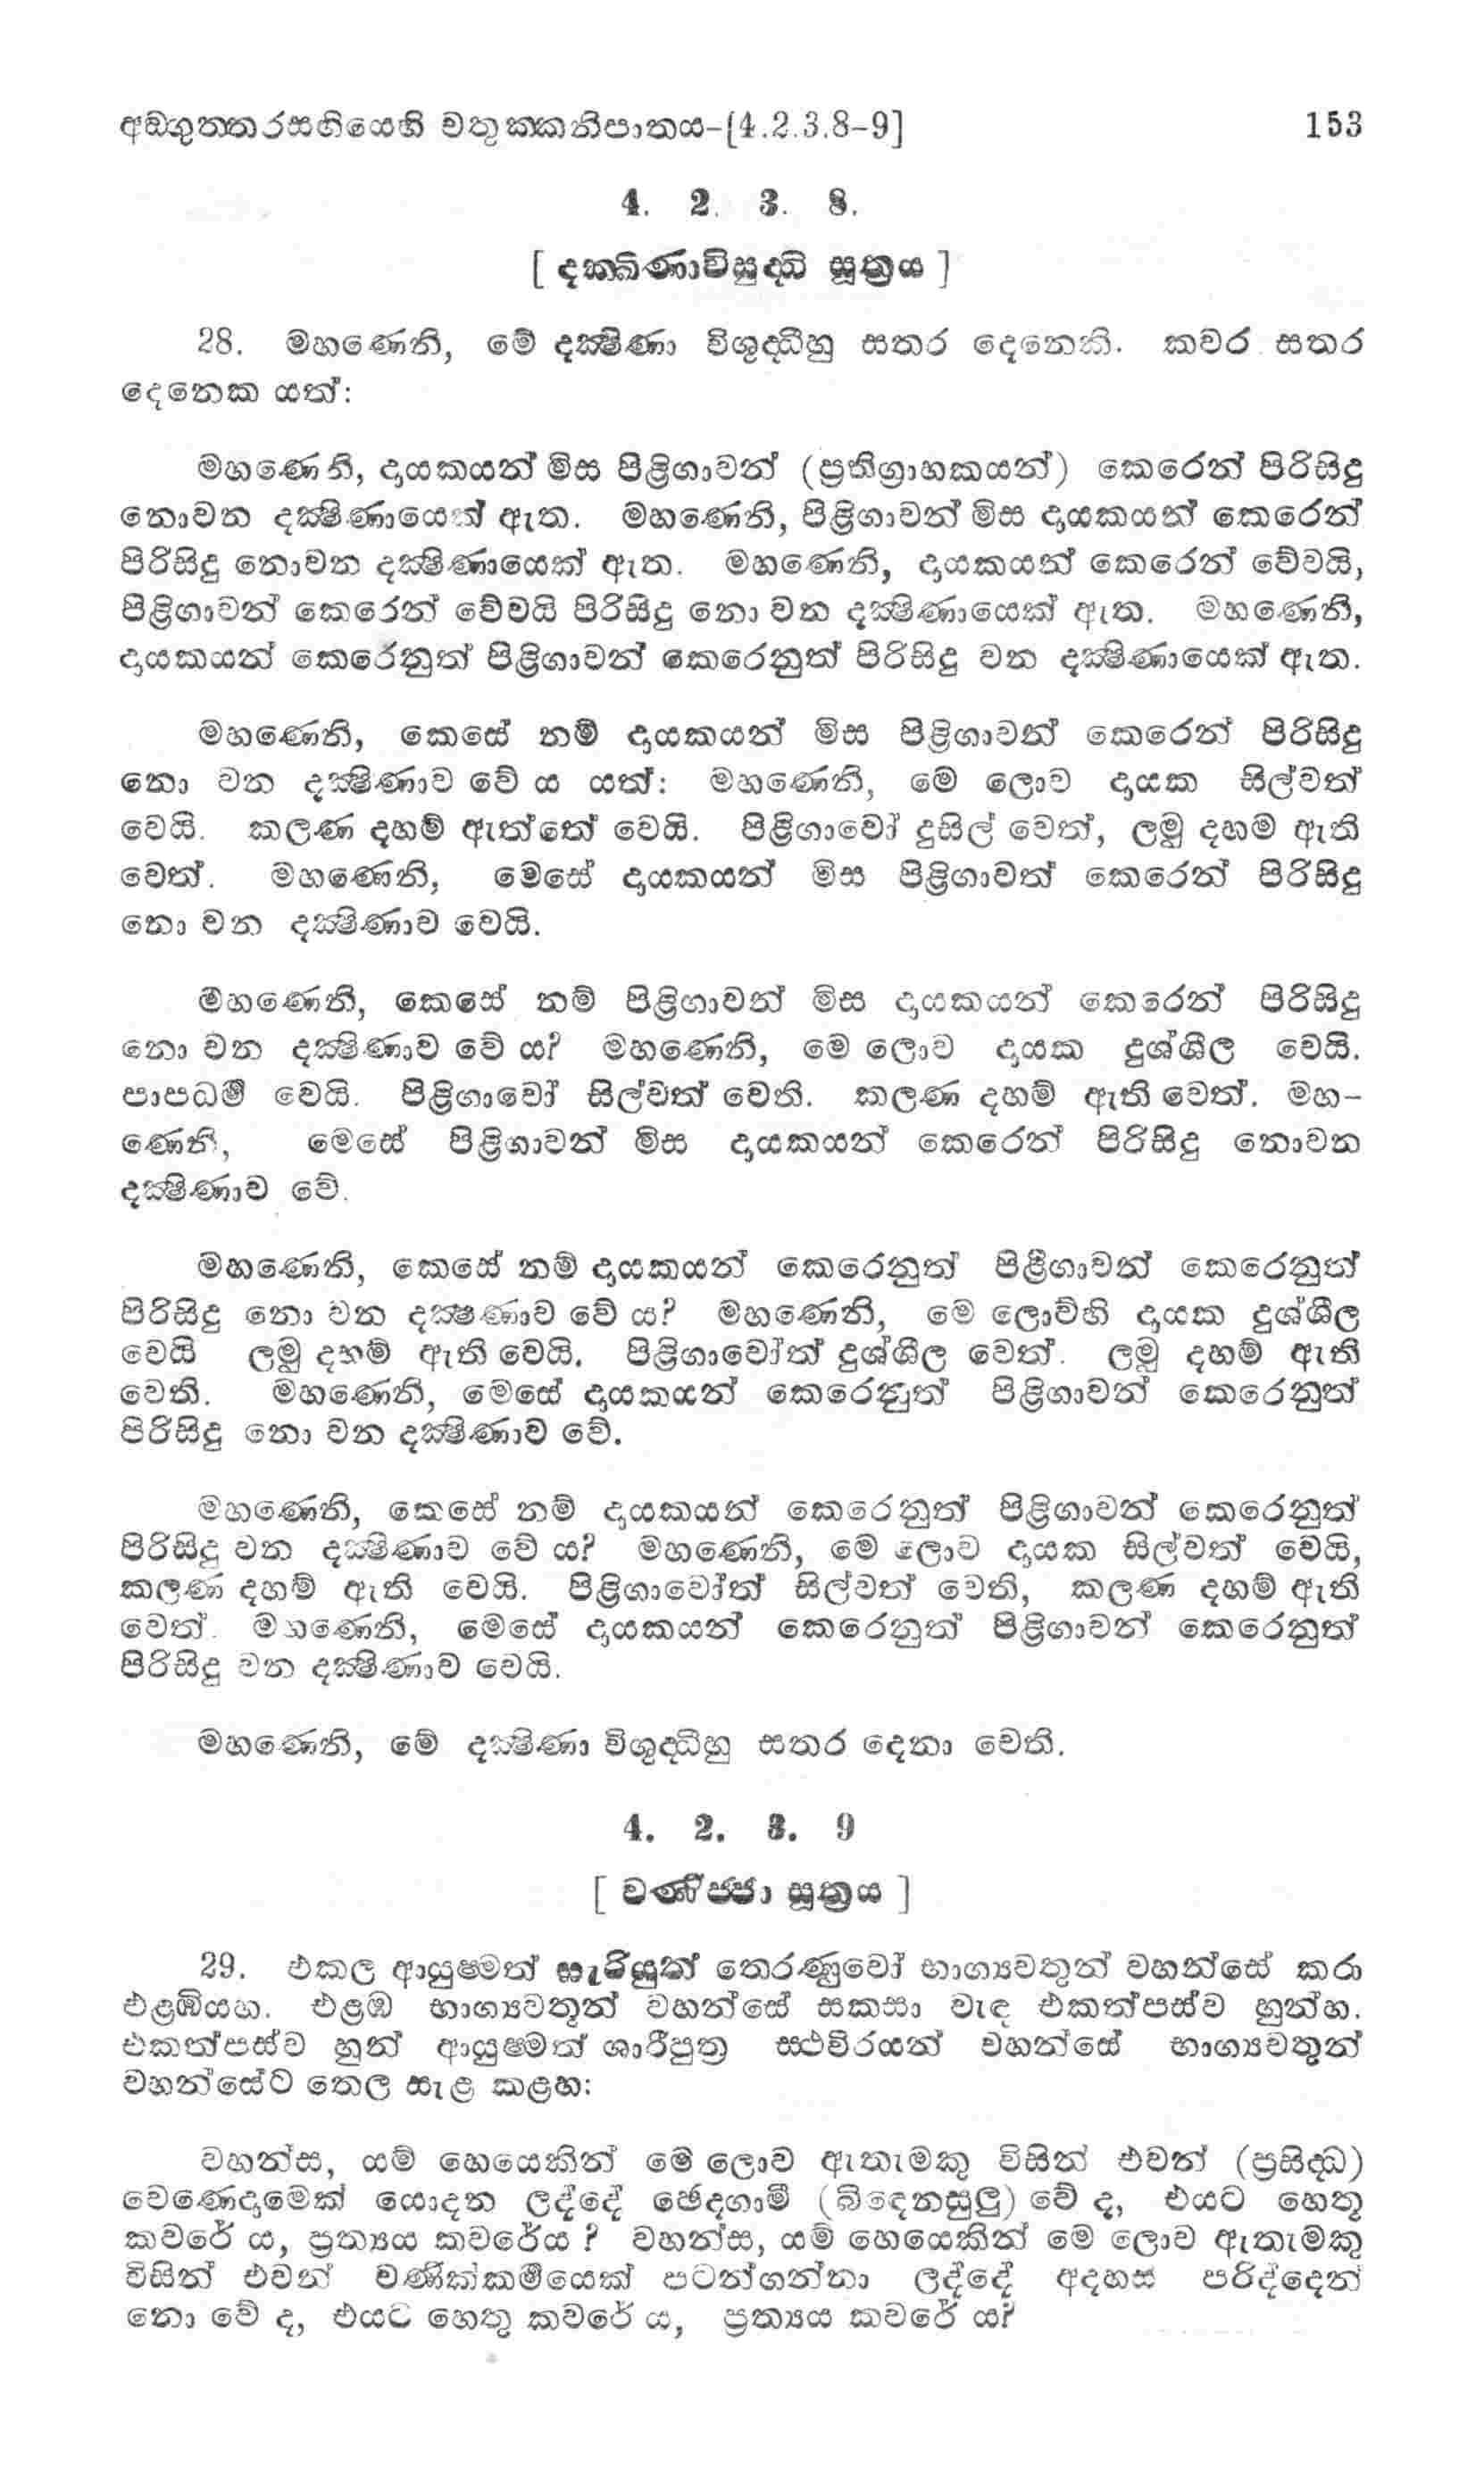 අඞ්ගුත්තරසඟියෙහි චතුක්කනිපාතය-[4.2.3.8-9] 153
4. 2. 3. 8.
[ දක්ඛිණාවිසුද්ධි සූත්‍රය ]
28. මහණෙනි, මේ දක්‍ෂිණා විශුද්ධීහු සතර දෙනෙකි. කවර සතර
දෙනෙක යත්:
මහණෙනි, දායකයන් මිස පිළිගාවන් (ප්‍රතිග්‍රාහකයන්) කෙරෙන් පිරිසිදු
නොවන දක්‍ෂිණායෙක් ඇත. මහණෙනි, පිළිගාවන් මිස දායකයන් කෙරෙන්
පිරිසිදු නොවන දක්‍ෂිණායෙක් ඇත. මහණෙනි, දායකයන් කෙරෙන් වේවයි,
පිළිගාවන් කෙරෙන් වේවයි පිරිසිදු නො වන දක්‍ෂිණායෙක් ඇත. මහණෙනි,
දායකයන් කෙරෙනුත් පිළිගාවන් කෙරෙනුත් පිරිසිදු වන දක්‍ෂිණායෙක් ඇත.
මහණෙනි, කෙසේ නම් දායකයන් මිස පිළිගාවන් කෙරෙන් පිරිසිදු
නො වන දක්‍ෂිණාව වේ ය යත්: මහණෙනි, මෙ ලොව දායක සිල්වත්
වෙයි. කලණ දහම් ඇත්තේ වෙයි. පිළිගාවෝ දුසිල් වෙත්, ලමු දහම ඇති
වෙත්. මහණෙනි, මෙසේ දායකයන් මිස පිළිගාවත් කෙරෙන් පිරිසිදු
නො වන දක්‍ෂිණාව වෙයි.
මහණෙනි, කෙසේ නම් පිළිගාවන් මිස දායකයන් කෙරෙන් පිරිසිදු
නො වන දක්‍ෂිණාව වේ ය? මහණෙනි, මෙ ලොව දායක දුශ්ශීල වෙයි.
පාපධර්‍මී වෙයි. පිළිගාවෝ සිල්වත් වෙති. කලණ දහම් ඇති වෙත්. මහ-
ණෙනි, මෙසේ පිළිගාවන් මිස දායකයන් කෙරෙන් පිරිසිදු නොවන
දක්‍ෂිණාව වේ.
මහණෙනි, කෙසේ නම් දායකයන් කෙරෙනුත් පිළිගාවන් කෙරෙනුත්
පිරිසිදු නො වන දක්‍ෂණාව වේ ය? මහණෙනි, මෙ ලොව්හි දායක දුශ්ශීල
වෙයි ලමු දහම් ඇති වෙයි. පිළිගාවෝත් දුශ්ශීල වෙත්. ලමු දහම් ඇති
වෙති. මහණෙනි, මෙසේ දායකයන් කෙරෙනුත් පිළිගාවන් කෙරෙනුත්
පිරිසිදු නො වන දක්‍ෂිණාව වේ.
මහණෙනි, කෙසේ නම් දායකයන් කෙරෙනුත් පිළිගාවන් කෙරෙනුත්
පිරිසිදු වන දක්‍ෂිණාව වේ ය? මහණෙනි, මෙ ලොව දායක සිල්වත් වෙයි,
කලණ දහම් ඇති වෙයි. පිළිගාවෝත් සිල්වත් වෙති, කලණ දහම් ඇති
වෙත්. මහණෙනි, මෙසේ දායකයන් කෙරෙනුත් පිළිගාවන් කෙරෙනුත්
පිරිසිදු වන දක්‍ෂිණාව වෙයි.
මහණෙනි, මේ දක්‍ෂිණා විශුද්ධිහු සතර දෙනා වෙති.
4. 2. 3. 9
[ වණිජ්ජා සූත්‍රය ]
29. එකල ආයුෂ්මත් සැරියුත් තෙරණුවෝ භාග්‍යවතුන් වහන්සේ කරා
එළඹියහ. එළඹ භාග්‍යවතුන් වහන්සේ සකසා වැඳ එකත්පස්ව හුන්හ.
එකත්පස්ව හුන් ආයුෂ්මත් ශාරීපුත්‍ර ස්ථවිරයන් වහන්සේ භාග්‍යවතුන්
වහන්සේට තෙල සැළ කළහ:
වහන්ස, යම් හෙයෙකින් මෙ ලොව ඇතැමකු විසින් එවන් (ප්‍රසිද්ධ)
වෙණෙදාමෙක් යොදන ලද්දේ ඡෙදගාමී (බිඳෙනසුලු) වේ ද, එයට හෙතූ
කවරේ ය, ප්‍රත්‍යය කවරේය ? වහන්ස, යම් හෙයෙකින් මෙ ලොව ඇතැමකු
විසින් එවන් වණික්කර්‍මයෙක් පටන්ගන්නා ලද්දේ අදහස් පරිද්දෙන්
නො වේ ද, එයට හෙතු කවරේ ය, ප්‍රත්‍යය කවරේ ය?